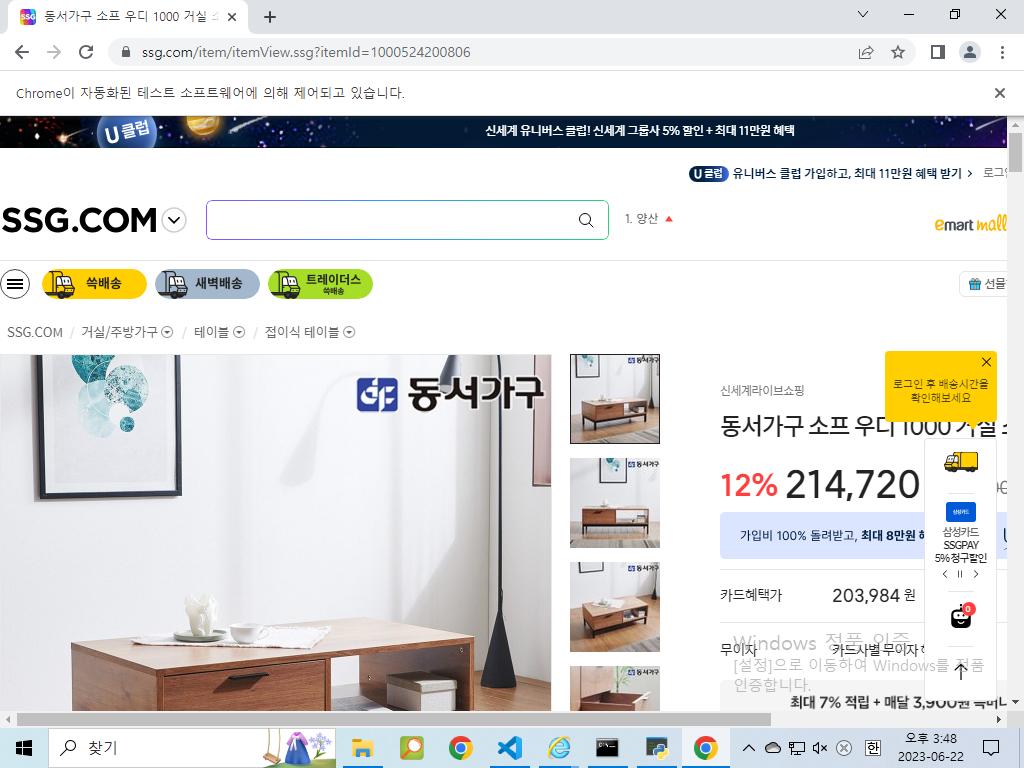 동서가구 소프 우디 1000 거실 소
ssg.com/item/itemView.ssg?itemId=1000524200806
Chrome이 자동화된 테스트 소프트웨어에 의해 제어되고 있습니다.
U 클럽
신세계 유니버스 클럽! 신세계 그룹사 5% 할인 + 최대 11만원 혜택
U 클럽 유니버스 클럽 가입하고, 최대 11만원 혜택 받기 > 로그인
SSG.COM
1. 양산
emart mall
쓱배송
새벽배송
트레이더스
쓱배송
선물
SSG.COM / 거실/주방가구 / 테이블 / 접이식 테이블
동서가구
로그인 후 배송시간을
확인해보세요
신세계라이브쇼핑
동서가구 소프 우디 1000 거실
12% 214,720
가입비 100% 돌려받고, 최대 8만원
삼성카드
삼성카드
SSGPAY
5% 청구할인
카드혜택가 203,984 원
0
무이자 카드사별 무이자
Windows 정품 인증
[설정]으로 이동하여 Windows를 정품
인증합니다.
최대 7% 적립 + 매달 3,900원
찾기
한
오후 3:48
2023-06-22